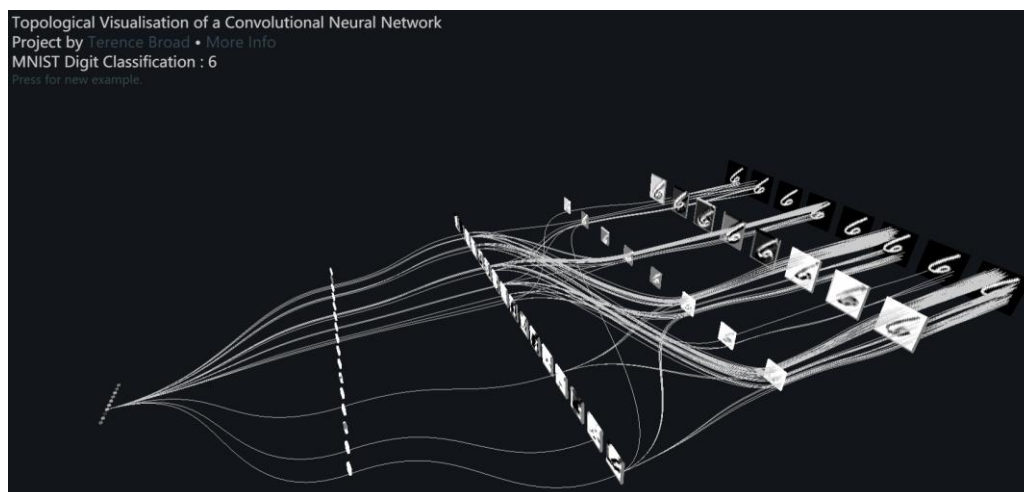 Topological Visualisation of a Convolutional Neural Network
Project by Terence Broad • More Info
MNIST Digit Classification : 6
Press for new example.